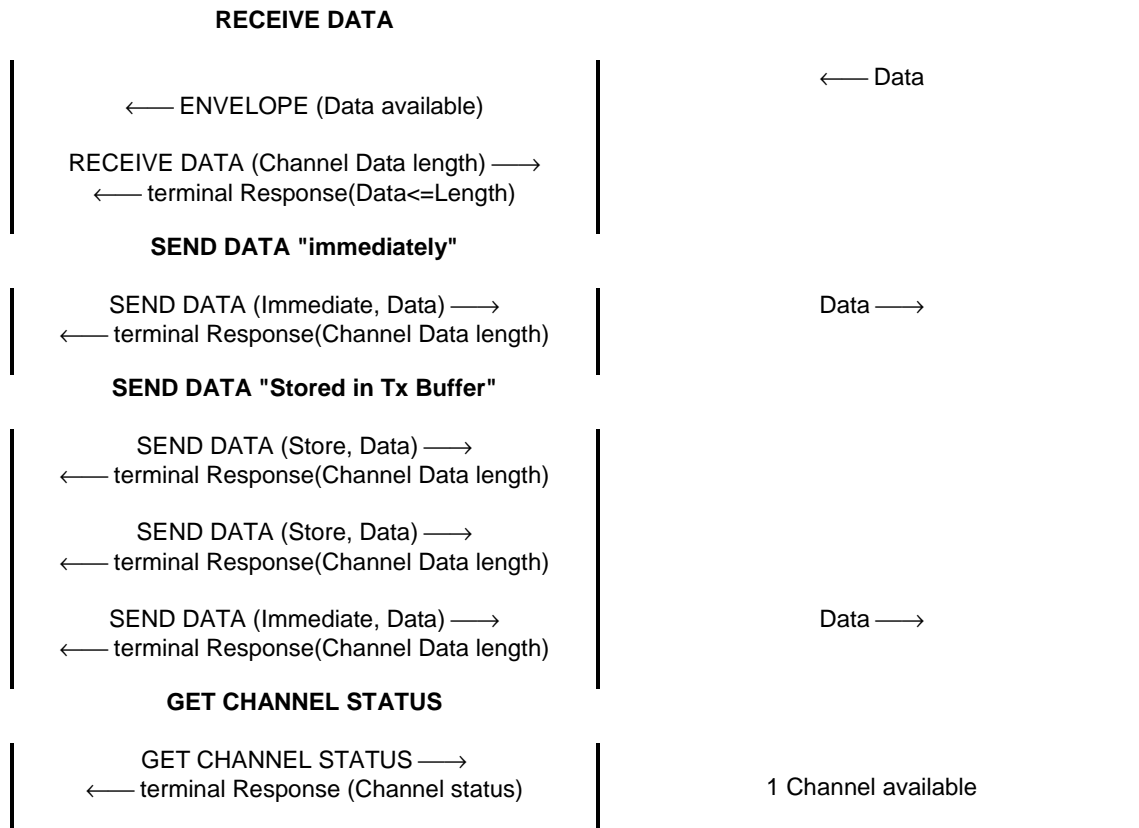 RECEIVE DATA
⟵ Data
⟵ ENVELOPE (Data available)
RECEIVE DATA (Channel Data length) ⟶
⟵ terminal Response(Data<=Length)
SEND DATA "immediately"
SEND DATA (Immediate, Data) ⟶ Data ⟶
⟵ terminal Response(Channel Data length)
SEND DATA "Stored in Tx Buffer"
SEND DATA (Store, Data) ⟶
⟵ terminal Response(Channel Data length)
SEND DATA (Store, Data) ⟶
⟵ terminal Response(Channel Data length)
SEND DATA (Immediate, Data) ⟶ Data ⟶
⟵ terminal Response(Channel Data length)
GET CHANNEL STATUS
GET CHANNEL STATUS ⟶
⟵ terminal Response (Channel status) 1 Channel available